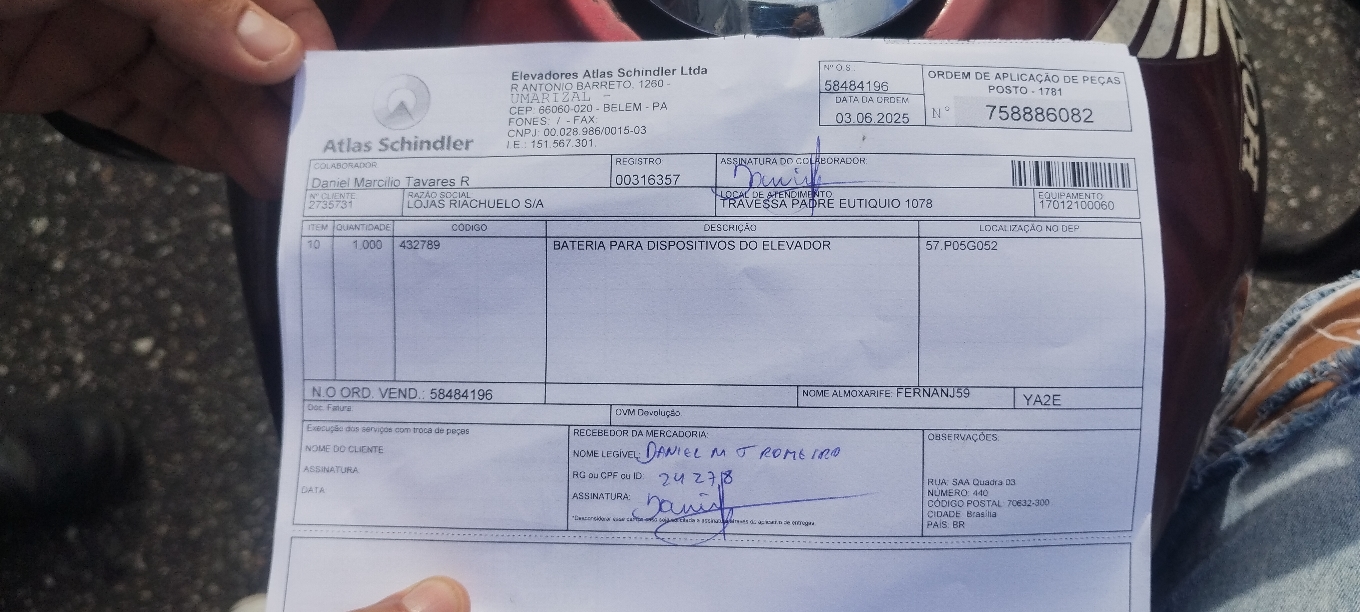 Atlas Schindler
Elevadores Atlas Schindler Ltda
R ANTONIO BARRETO, 1260 -
UMARIZAL -
CEP: 66060-020 - BELEM - PA
FONES: / - FAX:
CNPJ: 00.028.986/0015-03
I.E.: 151.567.301.
Nº O.S.
58484196
DATA DA ORDEM
03.06.2025
ORDEM DE APLICAÇÃO DE PEÇAS
POSTO - 1781
N° 758886082
COLABORADOR
Daniel Marcilio Tavares R
REGISTRO
00316357
ASSINATURA DO COLABORADOR:
Nº CLIENTE
2735731
RAZÃO SOCIAL
LOJAS RIACHUELO S/A
LOCAL DE ATENDIMENTO
TRAVESSA PADRE EUTIQUIO 1078
EQUIPAMENTO
17012100060
ITEM QUANTIDADE CÓDIGO DESCRIÇÃO LOCALIZAÇÃO NO DEP
10 1,000 432789 BATERIA PARA DISPOSITIVOS DO ELEVADOR 57.P05G052
N.O ORD. VEND.: 58484196
NOME ALMOXARIFE: FERNANJ59
YA2E
Doc. Fatura:
OVM Devolução
Execução dos serviços com troca de peças
NOME DO CLIENTE
ASSINATURA:
DATA:
RECEBEDOR DA MERCADORIA:
NOME LEGÍVEL: DANIEL M T ROMEIRO
RG ou CPF ou ID: 24278
ASSINATURA:
OBSERVAÇÕES:
RUA: SAA Quadra 03
NÚMERO: 440
CÓDIGO POSTAL: 70632-300
CIDADE: Brasília
PAÍS: BR